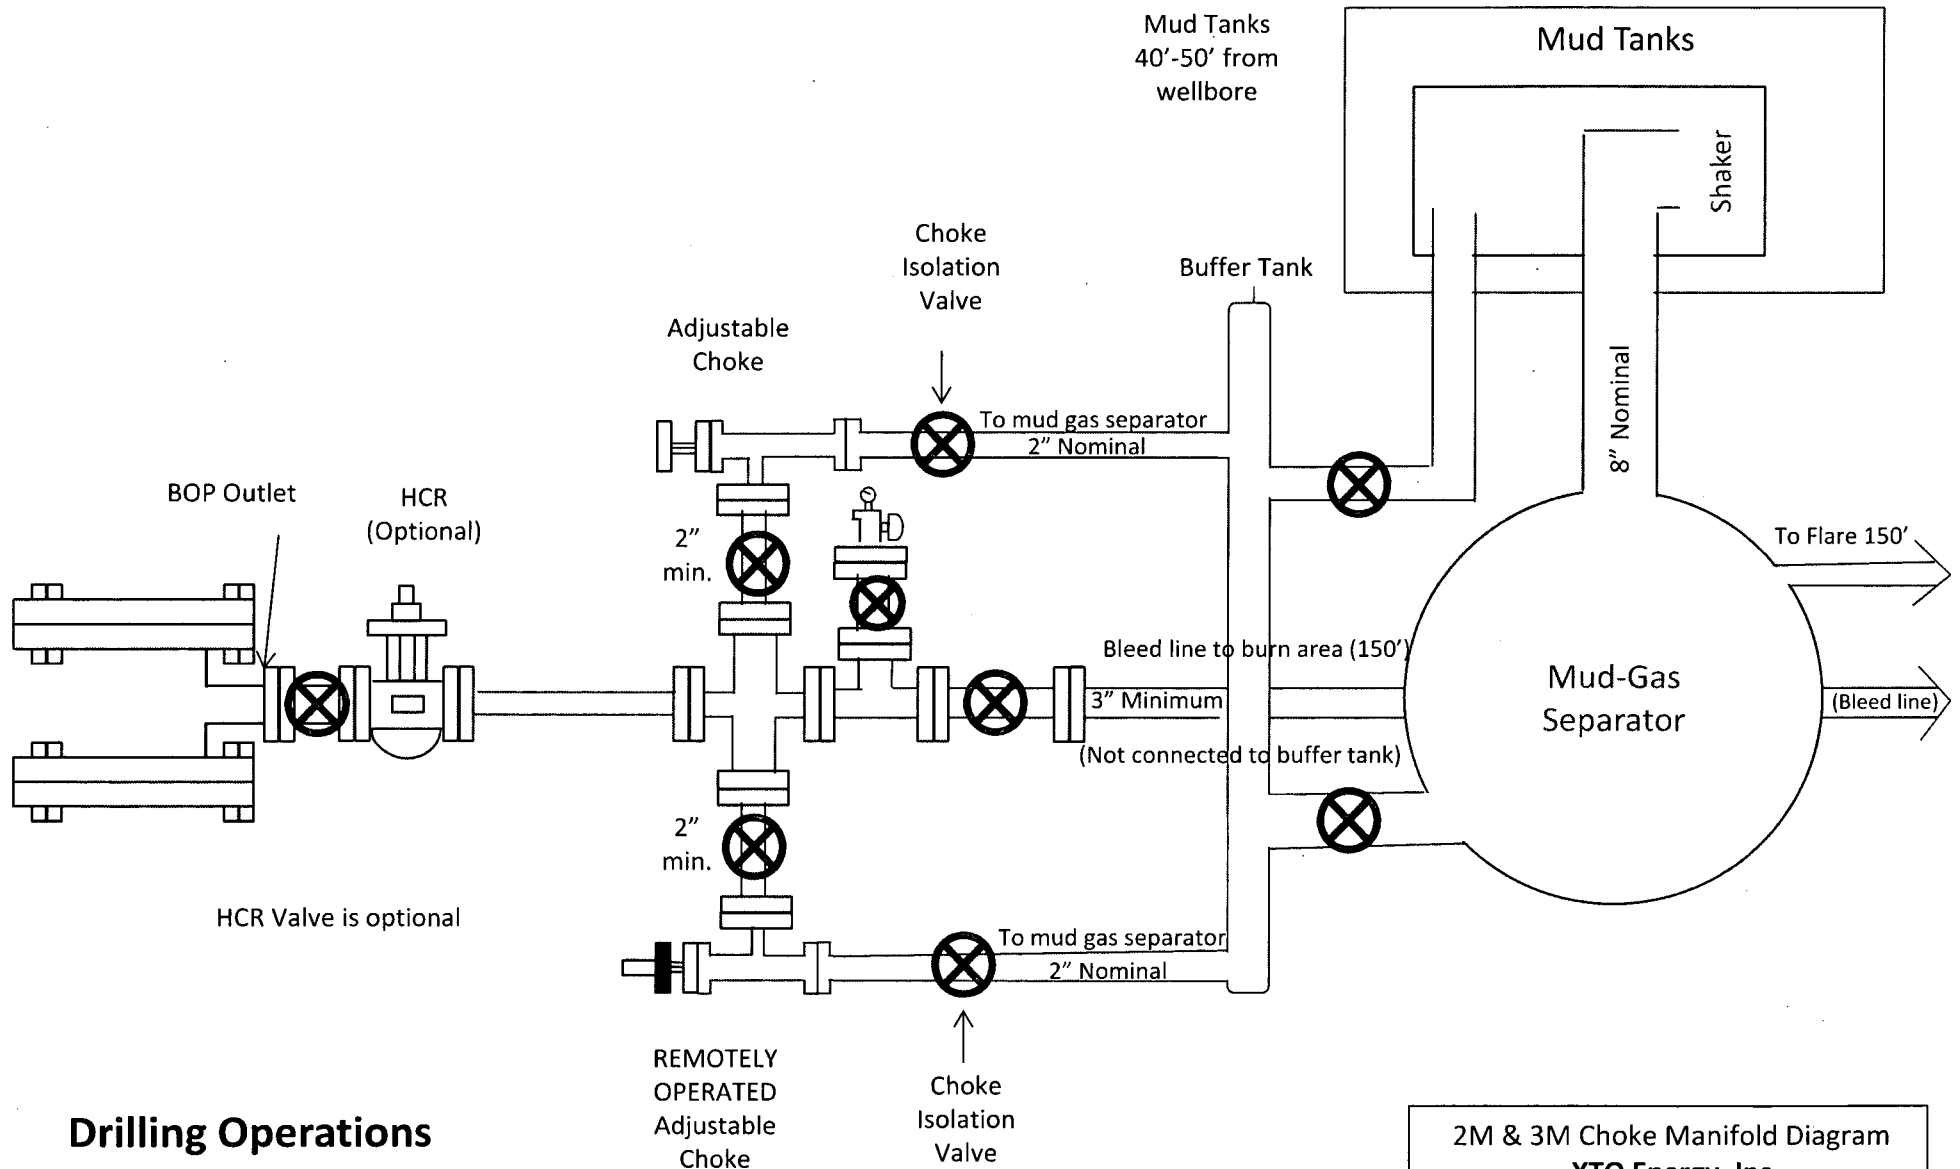 Mud Tanks
40’-50’ from
wellbore
Mud Tanks
Shaker
Choke
Isolation
Valve
Buffer Tank
Adjustable
Choke
8” Nominal
To mud gas separator
2” Nominal
BOP Outlet
HCR
(Optional)
2”
min.
To Flare 150’
Bleed line to burn area (150’)
3” Minimum
(Not connected to buffer tank)
Mud-Gas
Separator
(Bleed line)
2”
min.
HCR Valve is optional
To mud gas separator
2” Nominal
REMOTELY
OPERATED
Adjustable
Choke
Choke
Isolation
Valve
Drilling Operations
2M & 3M Choke Manifold Diagram
XTO Energy, Inc